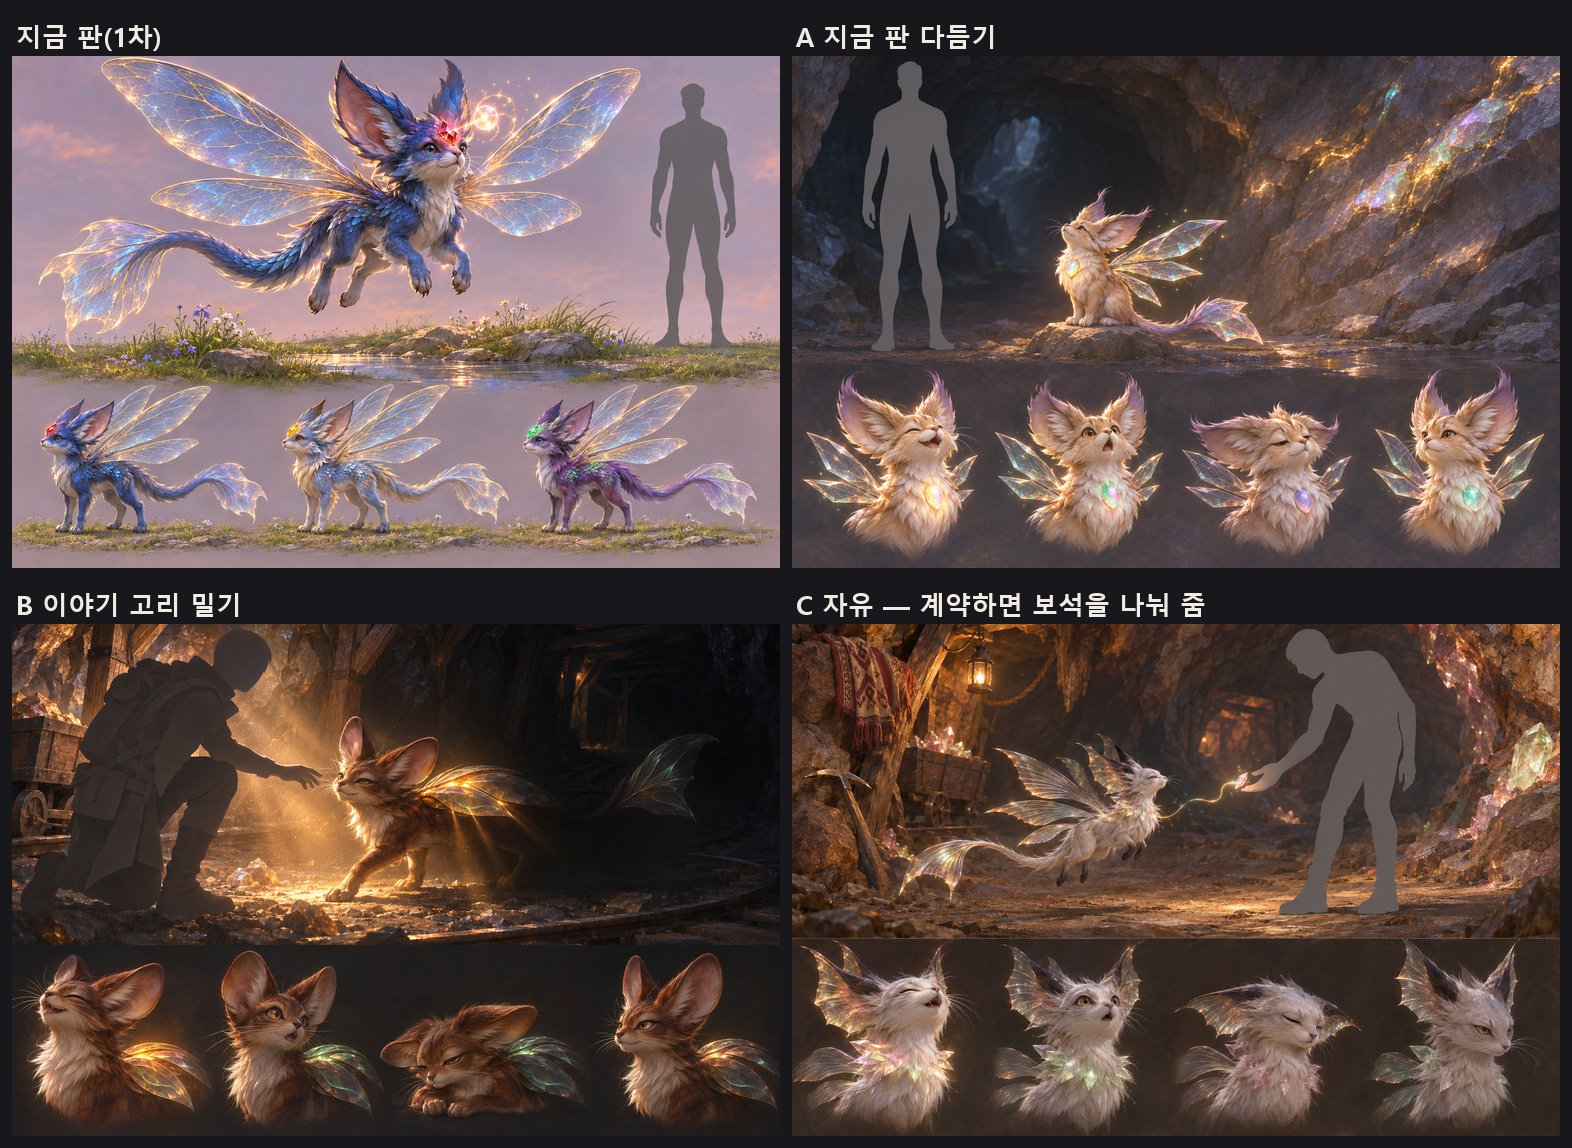 지금 판(1차)
A 지금 판 다듬기
B 이야기 고리 밀기
C 자유 — 계약하면 보석을 나눠 줌